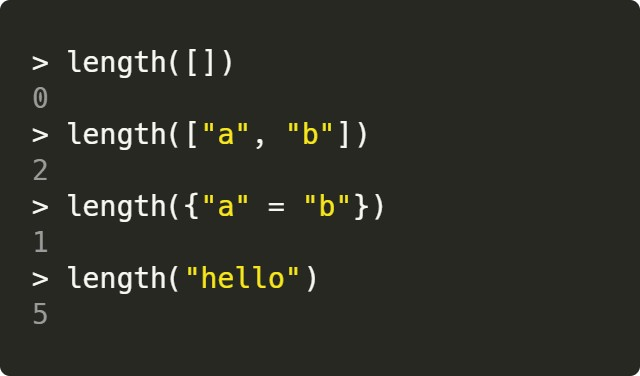 > length([])
0
> length(["a", "b"])
2
> length({"a" = "b"})
1
> length("hello")
5